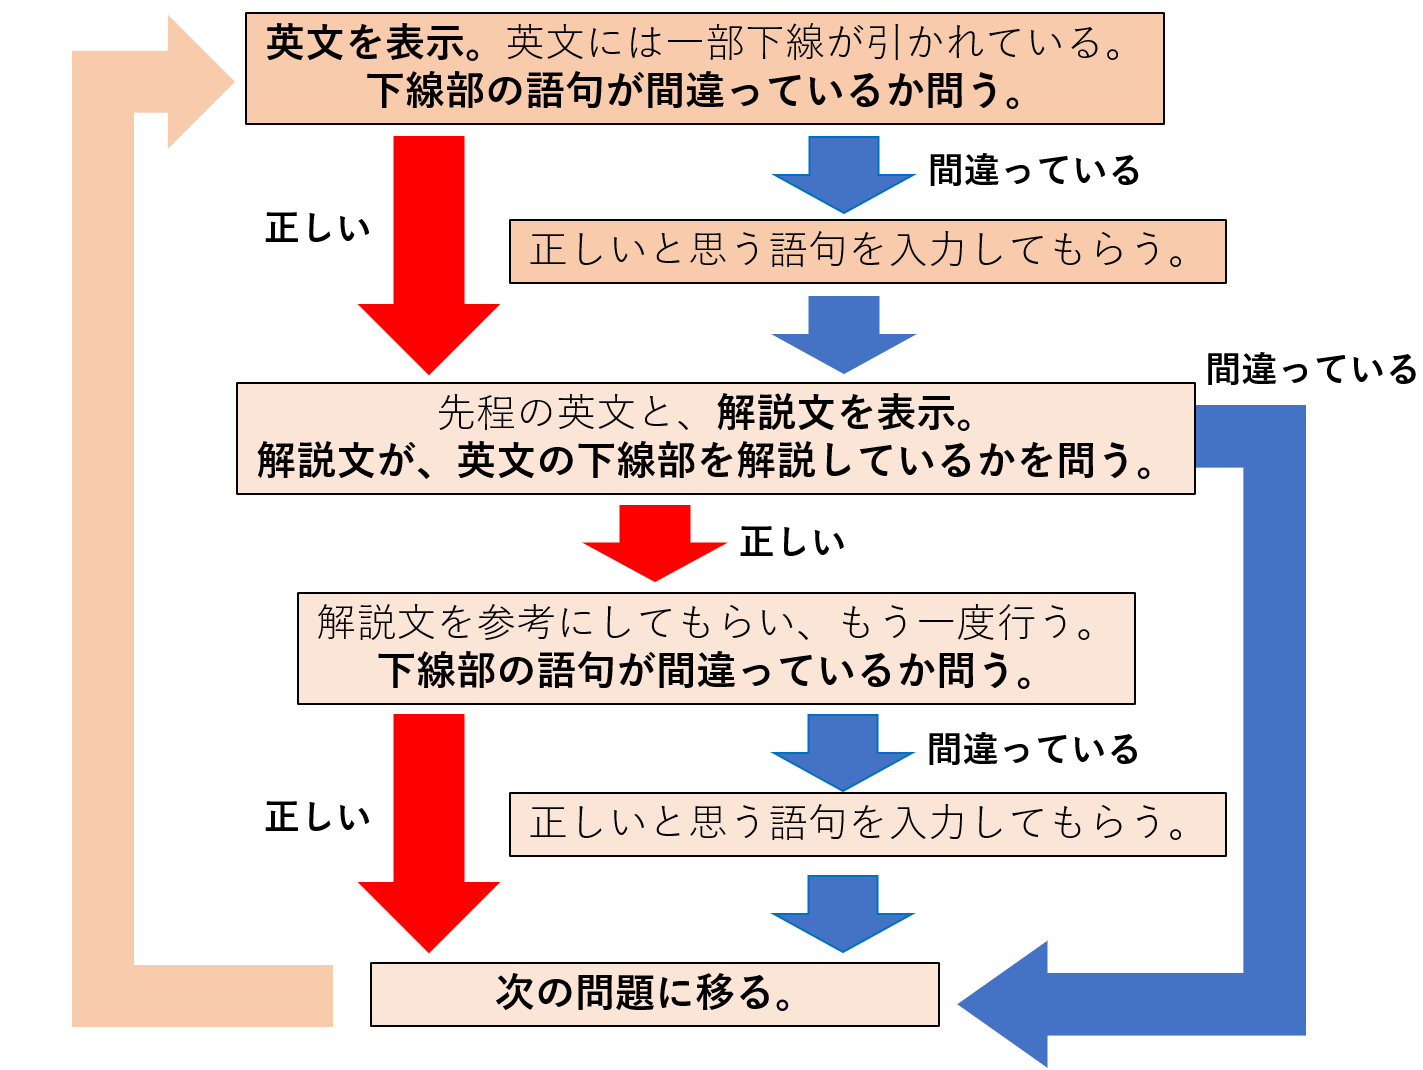 英文を表示。英文には一部下線が引かれている。
下線部の語句が間違っているか問う。
間違っている
正しい
正しいと思う語句を入力してもらう。
間違っている
先程の英文と、解説文を表示。
解説文が、英文の下線部を解説しているかを問う。
正しい
解説文を参考にしてもらい、もう一度行う。
下線部の語句が間違っているか問う。
間違っている
正しい
正しいと思う語句を入力してもらう。
次の問題に移る。